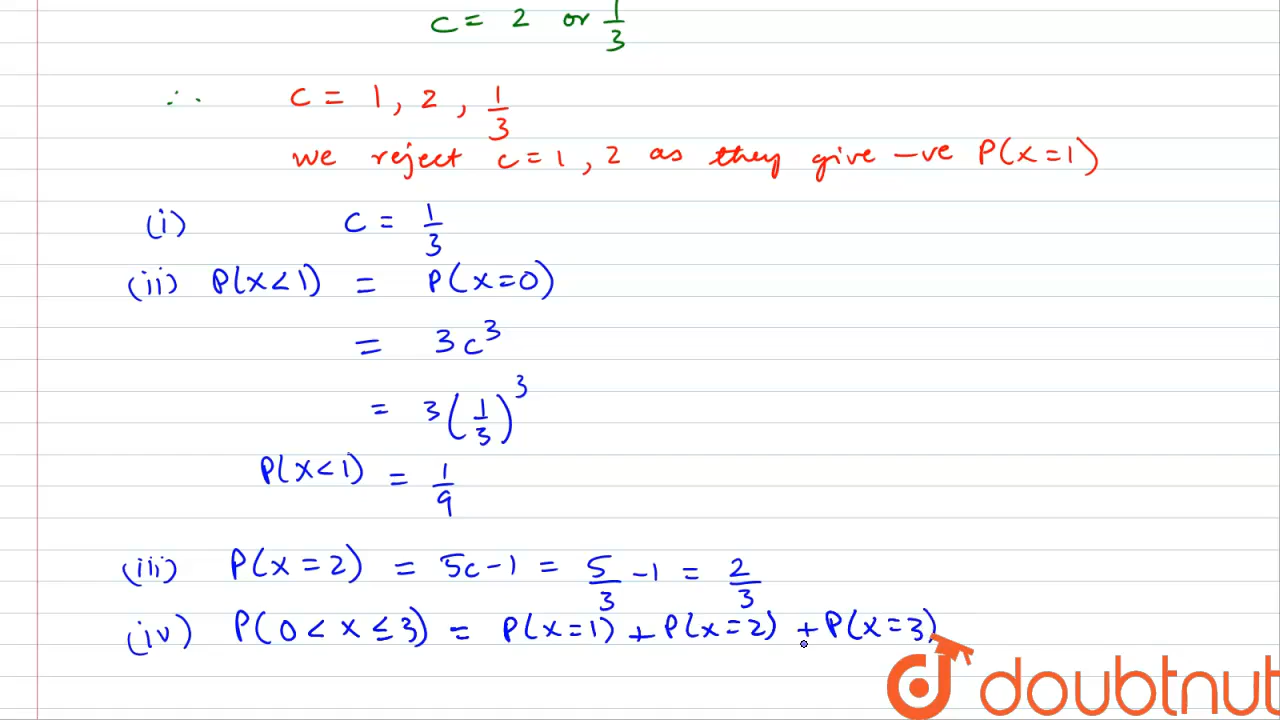 c = 2 or 1/3
∴ c = 1, 2, 1/3
we reject c = 1, 2 as they give -ve P(X=1)
(i) c = 1/3
(ii) P(X<1) = P(X=0)
= 3c³
= 3(1/3)³
P(X<1) = 1/9
(iii) P(X=2) = 5c-1 = 5/3 -1 = 2/3
(iv) P(0<X≤3) = P(X=1) + P(X=2) + P(X=3)
doubtnut